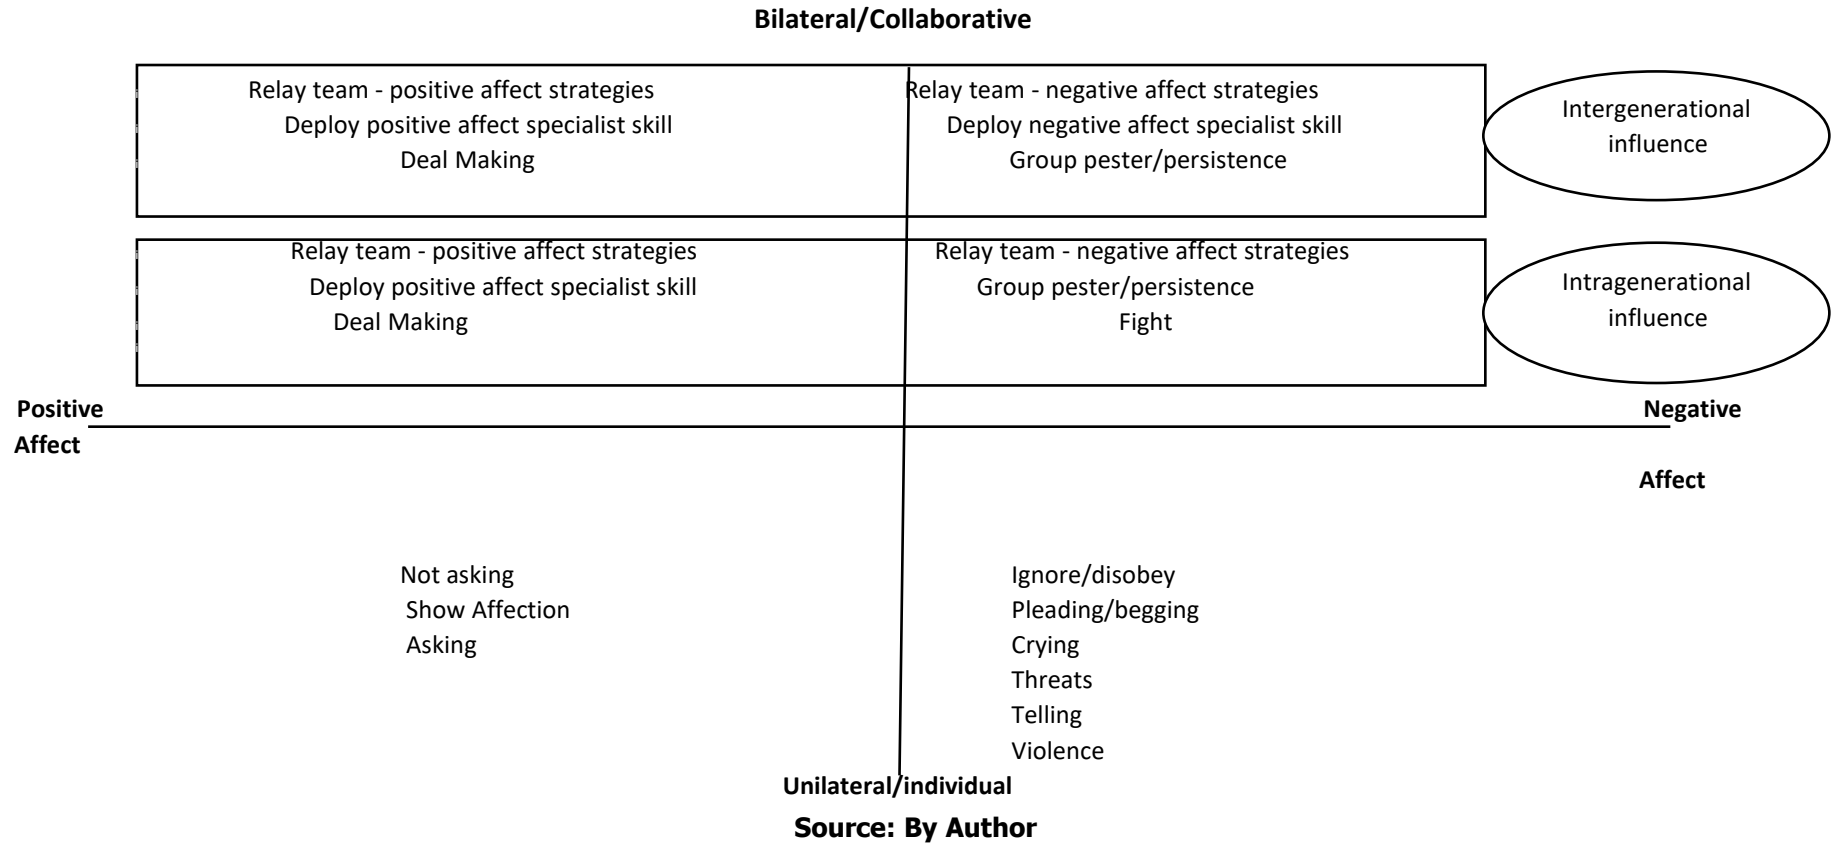 Bilateral/Collaborative
Relay team - positive affect strategies
Deploy positive affect specialist skill
Deal Making
Relay team - negative affect strategies
Deploy negative affect specialist skill
Group pester/persistence
Intergenerational
influence
Relay team - positive affect strategies
Deploy positive affect specialist skill
Deal Making
Relay team - negative affect strategies
Group pester/persistence
Fight
Intragenerational
influence
Positive
Affect
Negative
Affect
Not asking
Show Affection
Asking
Ignore/disobey
Pleading/begging
Crying
Threats
Telling
Violence
Unilateral/individual
Source: By Author